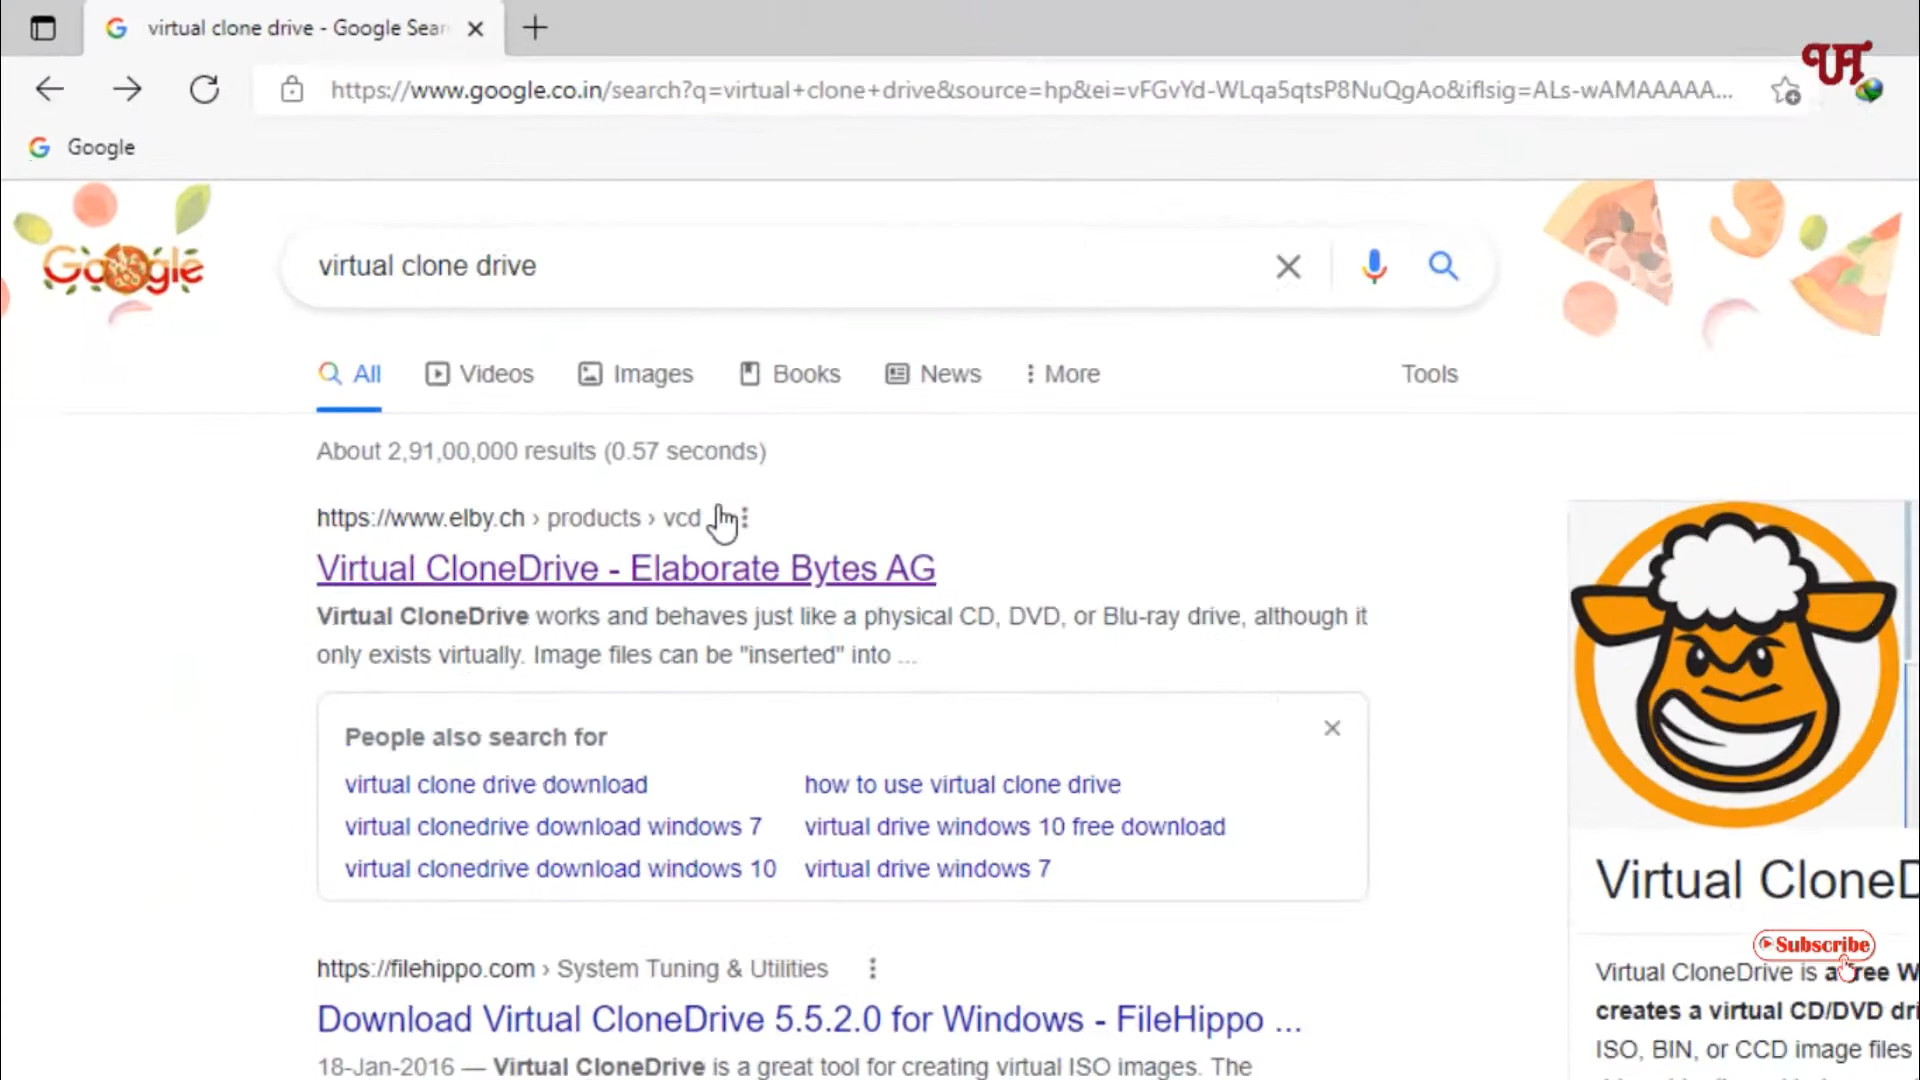 virtual clone drive - Google Sear
https://www.google.co.in/search?q=virtual+clone+drive&source=hp&ei=vFGvYd-WLqa5qtsP8NuQgAo&iflsig=ALs-wAMAAAAA...
Google
Google
virtual clone drive
All
Videos
Images
Books
News
More
Tools
About 2,91,00,000 results (0.57 seconds)
https://www.elby.ch › products › vcd
Virtual CloneDrive - Elaborate Bytes AG
Virtual CloneDrive works and behaves just like a physical CD, DVD, or Blu-ray drive, although it
only exists virtually. Image files can be "inserted" into ...
People also search for
virtual clone drive download
how to use virtual clone drive
virtual clonedrive download windows 7
virtual drive windows 10 free download
virtual clonedrive download windows 10
virtual drive windows 7
https://filehippo.com › System Tuning & Utilities
Download Virtual CloneDrive 5.5.2.0 for Windows - FileHippo ...
18-Jan-2016 — Virtual CloneDrive is a great tool for creating virtual ISO images. The
Virtual CloneD
Subscribe
Virtual CloneDrive is a free W
creates a virtual CD/DVD dri
ISO, BIN, or CCD image files